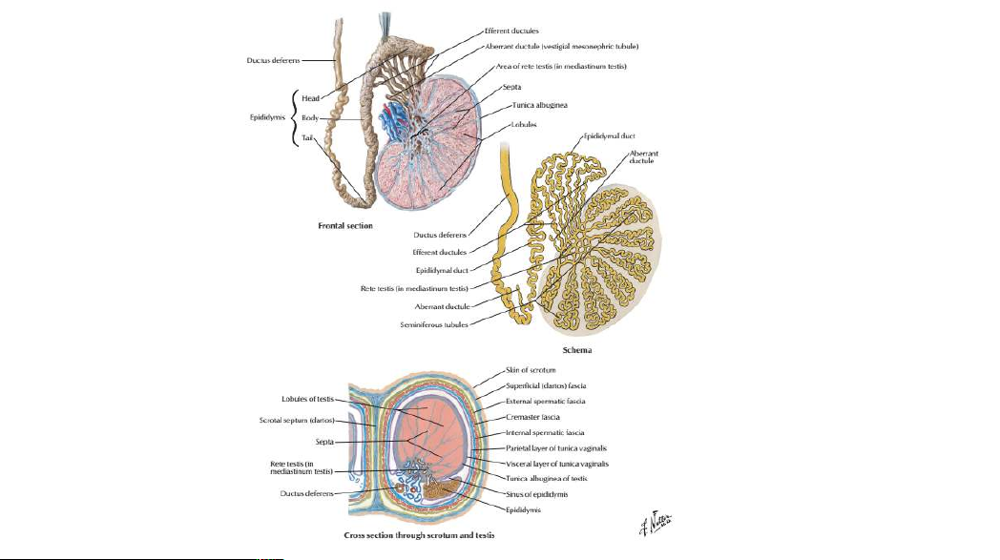 Efferent ductules
Aberrant ductule (vestigial mesonephric tubule)
Ductus deferens
Area of rete testis (in mediastinum testis)
Septa
Head
Tunica albuginea
Epididymis
Body
Lobules
Tail
Epididymal duct
Aberrant
ductule
Frontal section
Ductus deferens
Efferent ductules
Epididymal duct
Rete testis (in mediastinum testis)
Aberrant ductule
Seminiferous tubules
Schema
Skin of scrotum
Superficial (dartos) fascia
Lobules of testis
External spermatic fascia
Scrotal septum (dartos)
Cremaster fascia
Internal spermatic fascia
Septa
Parietal layer of tunica vaginalis
Rete testis (in
mediastinum testis)
Visceral layer of tunica vaginalis
Tunica albuginea of testis
Ductus deferens
Sinus of epididymis
Epididymis
Cross section through scrotum and testis
F. Netter